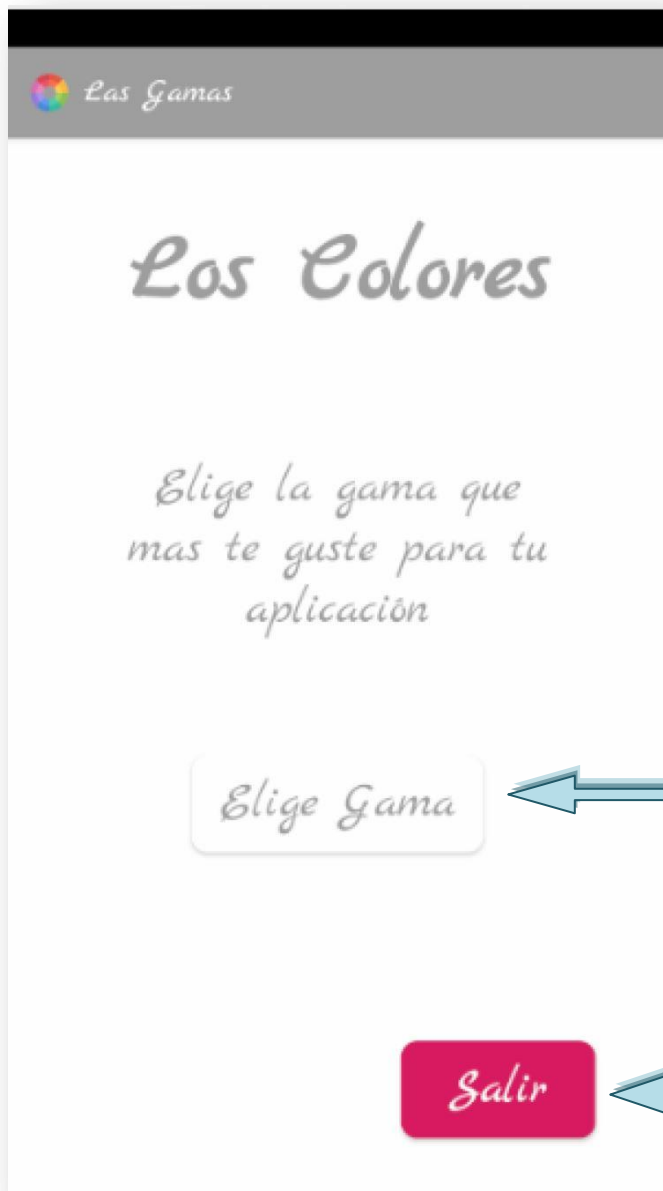 Las Gamas
Los Colores
Elige la gama que
mas te guste para tu
aplicación
Elige Gama
Salir